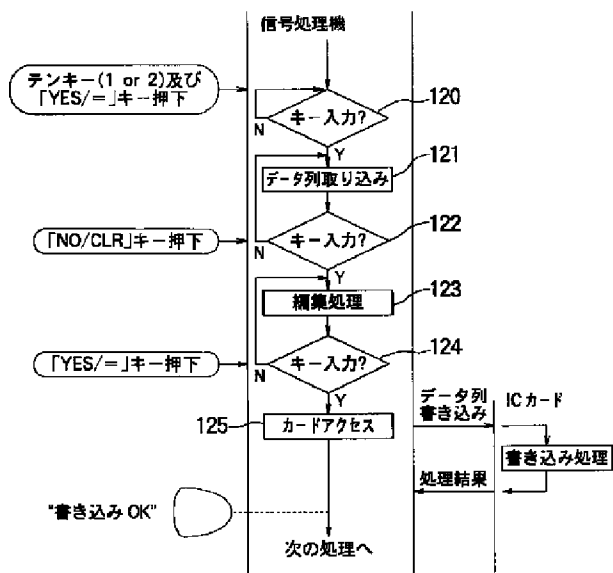 信号処理機
テンキー(1 or 2)及び
「YES/=」キー押下
キー入力?
120
N
Y
121
データ列取り込み
キー入力?
122
「NO/CLR」キー押下
N
Y
編集処理
123
キー入力?
124
「YES/=」キー押下
N
Y
125
カードアクセス
データ列
書き込み
ICカード
書き込み処理
処理結果
"書き込み OK"
次の処理へ